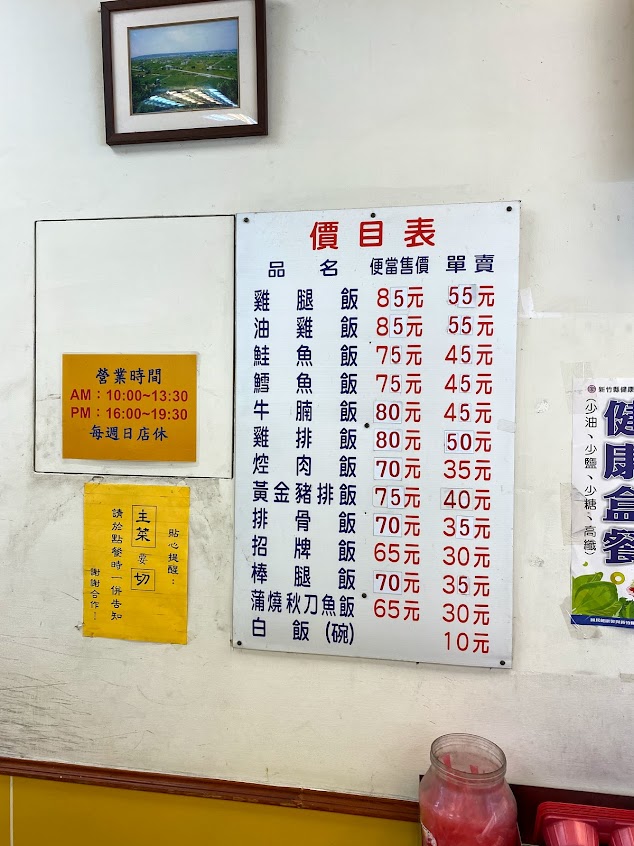 價目表
品名 便當售價 單賣
雞腿飯 85元 55元
油雞飯 85元 55元
鮭魚飯 75元 45元
鱈魚飯 75元 45元
牛腩飯 80元 45元
雞排飯 80元 50元
焢肉飯 70元 35元
黃金豬排飯 75元 40元
排骨飯 70元 35元
招牌飯 65元 30元
棒腿飯 70元 35元
蒲燒秋刀魚飯 65元 30元
白飯(碗) 10元
營業時間
AM：10:00~13:30
PM：16:00~19:30
每週日店休
貼心提醒：
主菜要切
請於點餐時一併告知
謝謝合作！
新竹縣健康
健康盒餐
(少油、少鹽、少糖、高纖)